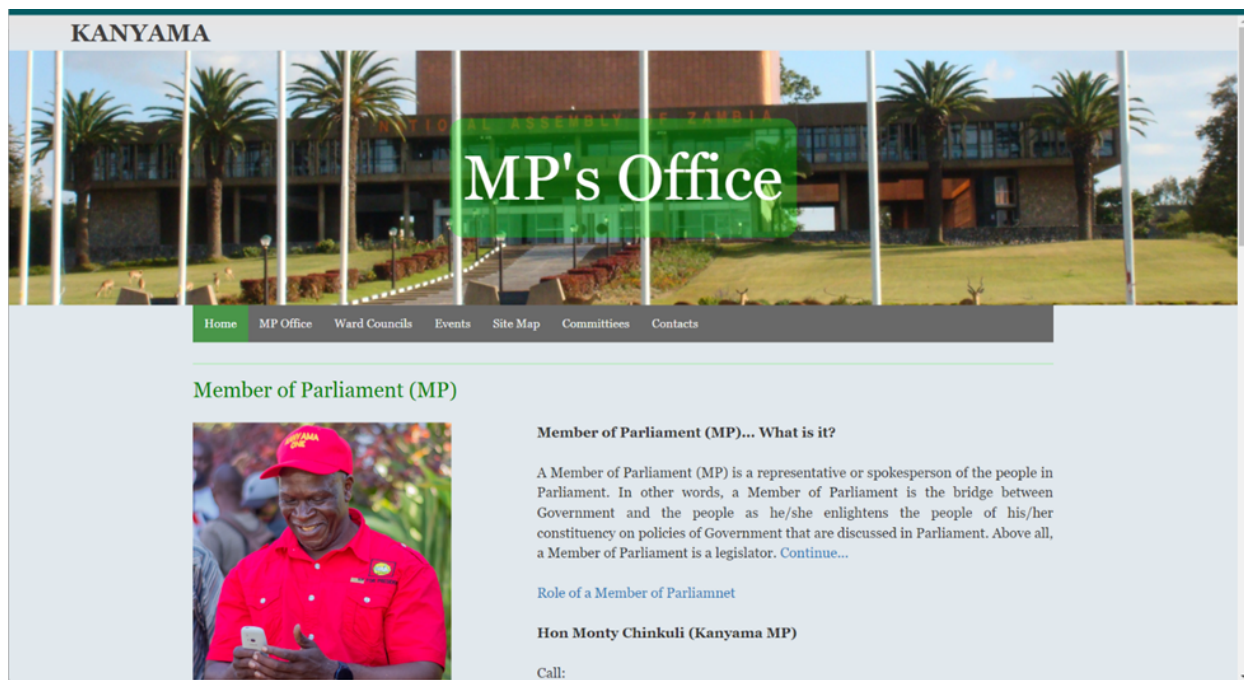 KANYAMA
NATIONAL ASSEMBLY OF ZAMBIA
MP's Office
Home MP Office Ward Councils Events Site Map Committiees Contacts
Member of Parliament (MP)
KANYAMA
ONE
Member of Parliament (MP)... What is it?
A Member of Parliament (MP) is a representative or spokesperson of the people in
Parliament. In other words, a Member of Parliament is the bridge between
Government and the people as he/she enlightens the people of his/her
constituency on policies of Government that are discussed in Parliament. Above all,
a Member of Parliament is a legislator. Continue...
Role of a Member of Parliamnet
Hon Monty Chinkuli (Kanyama MP)
Call: